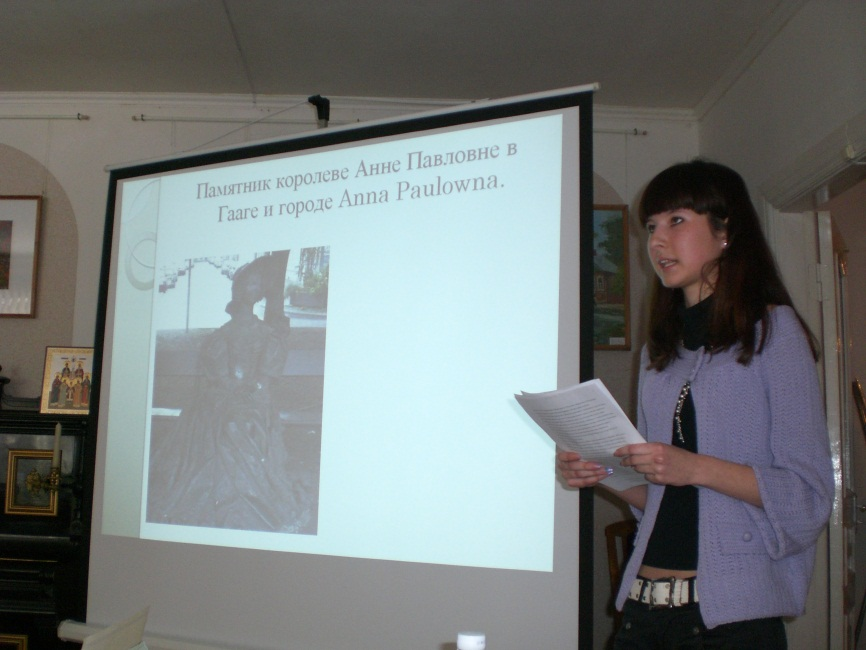 Памятник королеве Анне Павловне в
Гааге и городе Anna Paulowna.